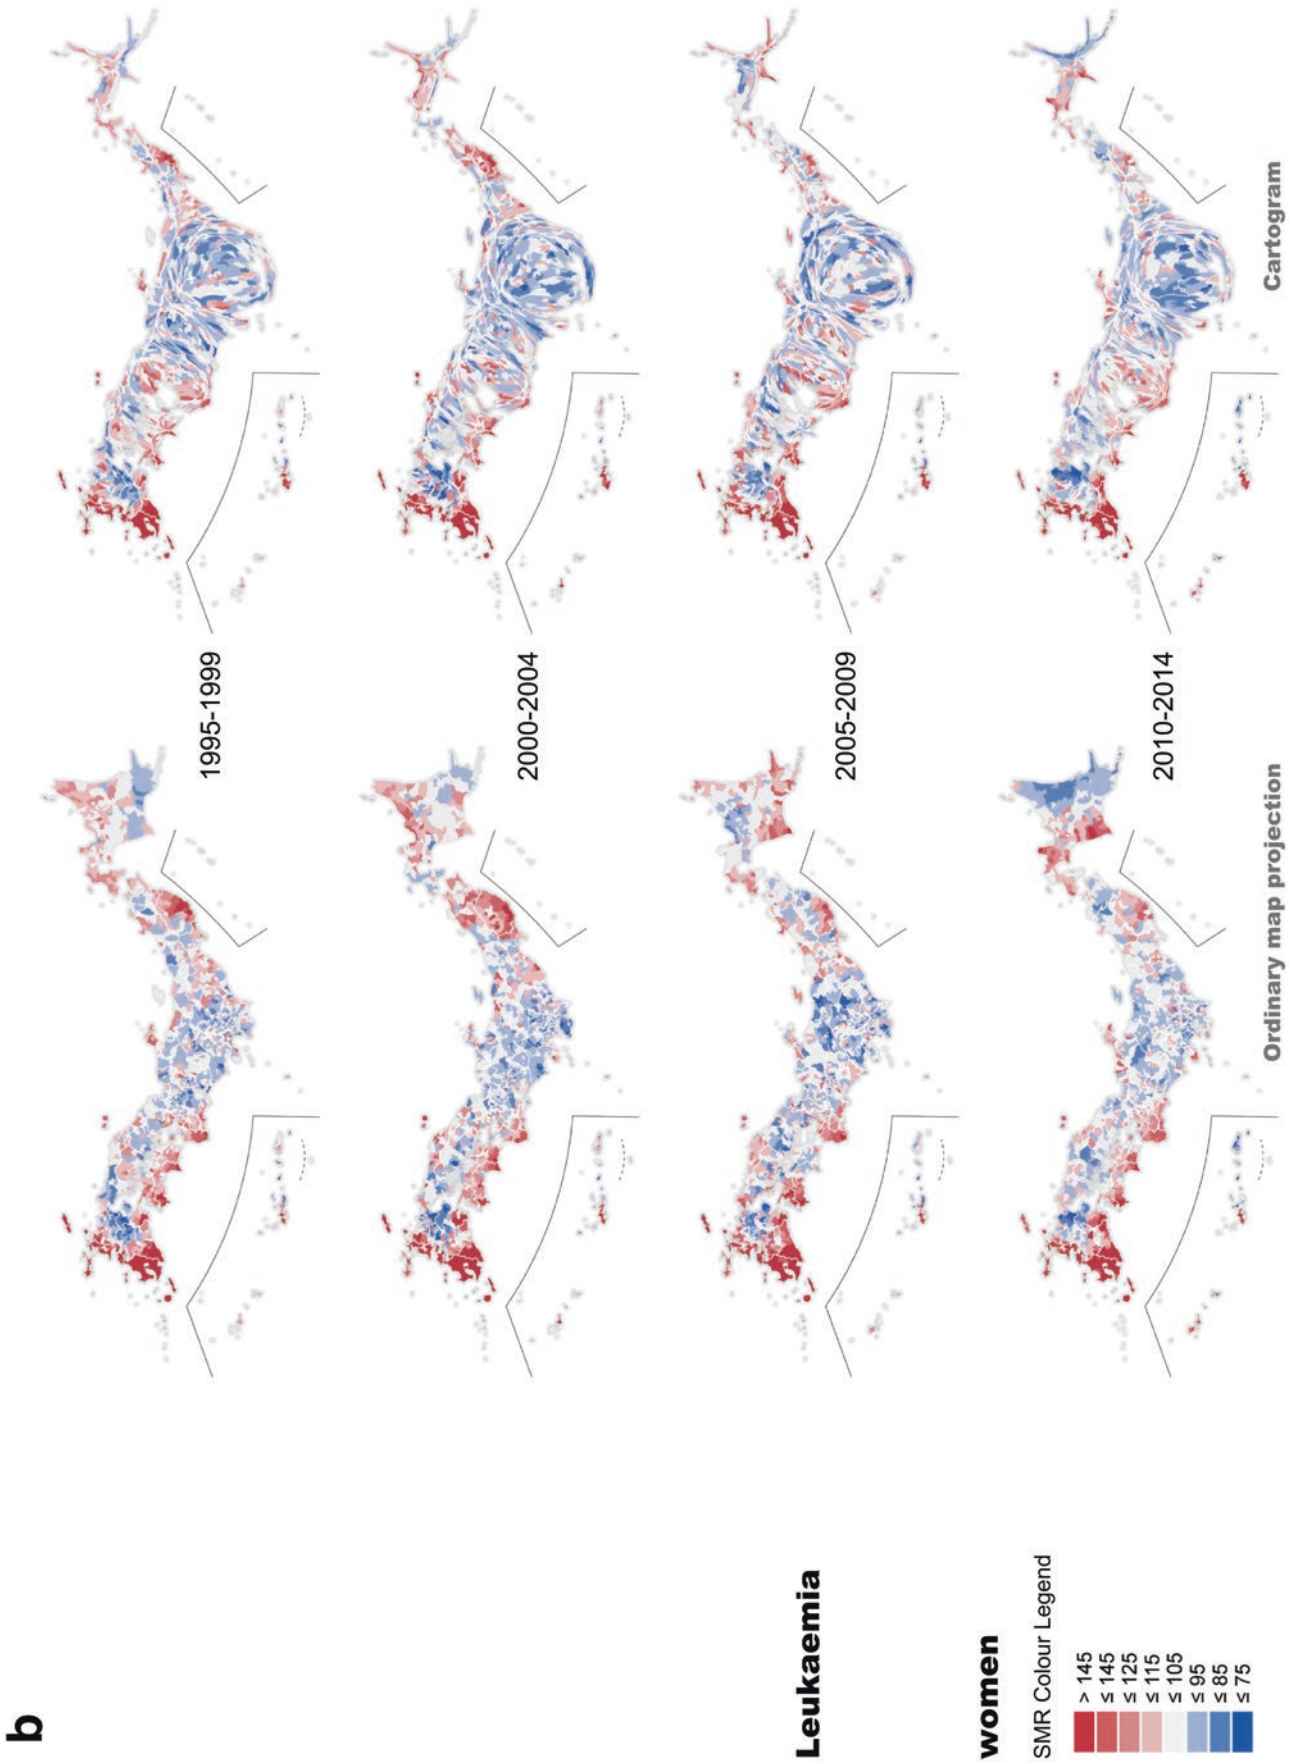 b
Leukaemia
women
SMR Colour Legend
> 145
≤ 145
≤ 125
≤ 115
≤ 105
≤ 95
≤ 85
≤ 75
1995-1999
2000-2004
2005-2009
2010-2014
Ordinary map projection
Cartogram